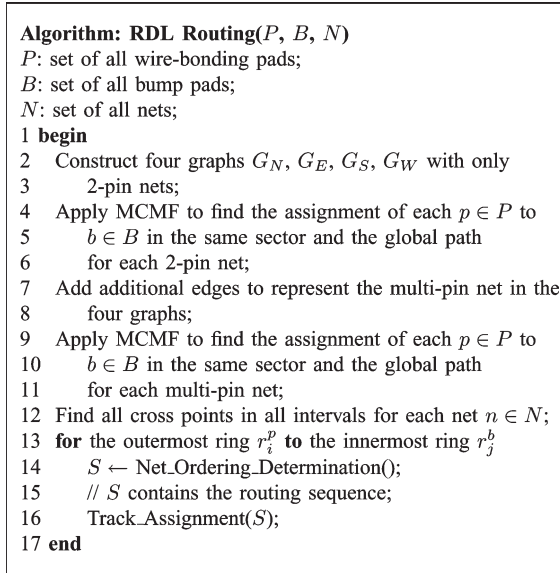 Algorithm: RDL Routing(P, B, N)
P: set of all wire-bonding pads;
B: set of all bump pads;
N: set of all nets;
1 begin
2 Construct four graphs G_N, G_E, G_S, G_W with only
3 2-pin nets;
4 Apply MCMF to find the assignment of each p ∈ P to
5 b ∈ B in the same sector and the global path
6 for each 2-pin net;
7 Add additional edges to represent the multi-pin net in the
8 four graphs;
9 Apply MCMF to find the assignment of each p ∈ P to
10 b ∈ B in the same sector and the global path
11 for each multi-pin net;
12 Find all cross points in all intervals for each net n ∈ N;
13 for the outermost ring r_i^p to the innermost ring r_j^b
14 S ← Net_Ordering_Determination();
15 // S contains the routing sequence;
16 Track_Assignment(S);
17 end